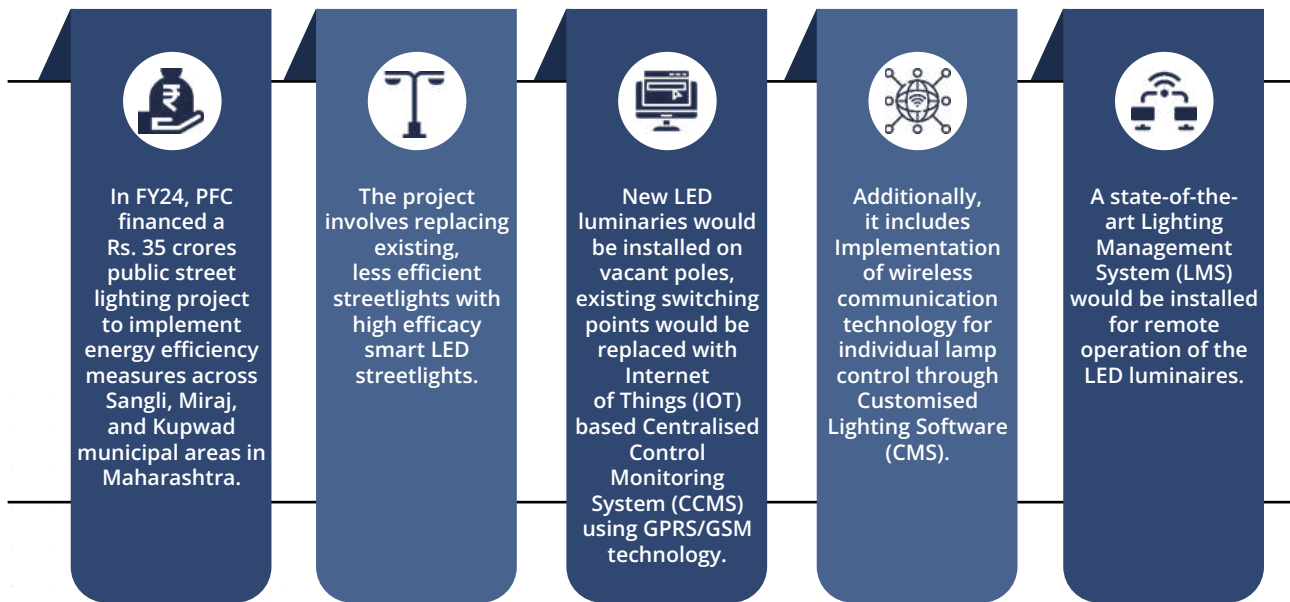 In FY24, PFC
financed a
Rs. 35 crores
public street
lighting project
to implement
energy efficiency
measures across
Sangli, Miraj,
and Kupwad
municipal areas in
Maharashtra.
The project
involves replacing
existing,
less efficient
streetlights with
high efficacy
smart LED
streetlights.
New LED
luminaries would
be installed on
vacant poles,
existing switching
points would be
replaced with
Internet
of Things (IOT)
based Centralised
Control
Monitoring
System (CCMS)
using GPRS/GSM
technology.
Additionally,
it includes
Implementation
of wireless
communication
technology for
individual lamp
control through
Customised
Lighting Software
(CMS).
A state-of-the-
art Lighting
Management
System (LMS)
would be installed
for remote
operation of the
LED luminaires.